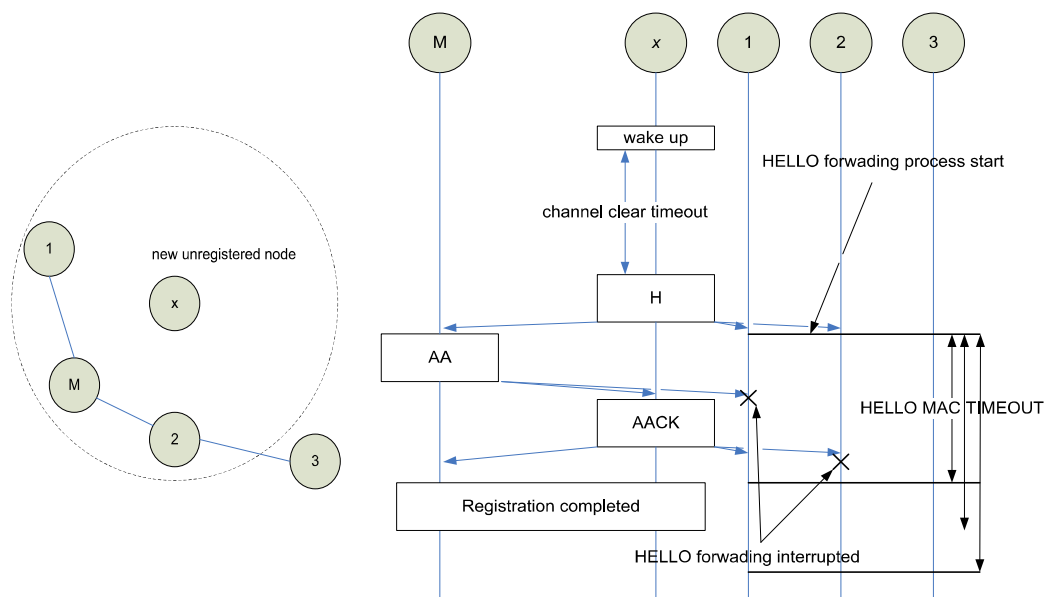 M
x
1
2
3
wake up
HELLO forwading process start
channel clear timeout
1
new unregistered node
x
H
AA
M
HELLO MAC TIMEOUT
AACK
2
3
Registration completed
HELLO forwading interrupted